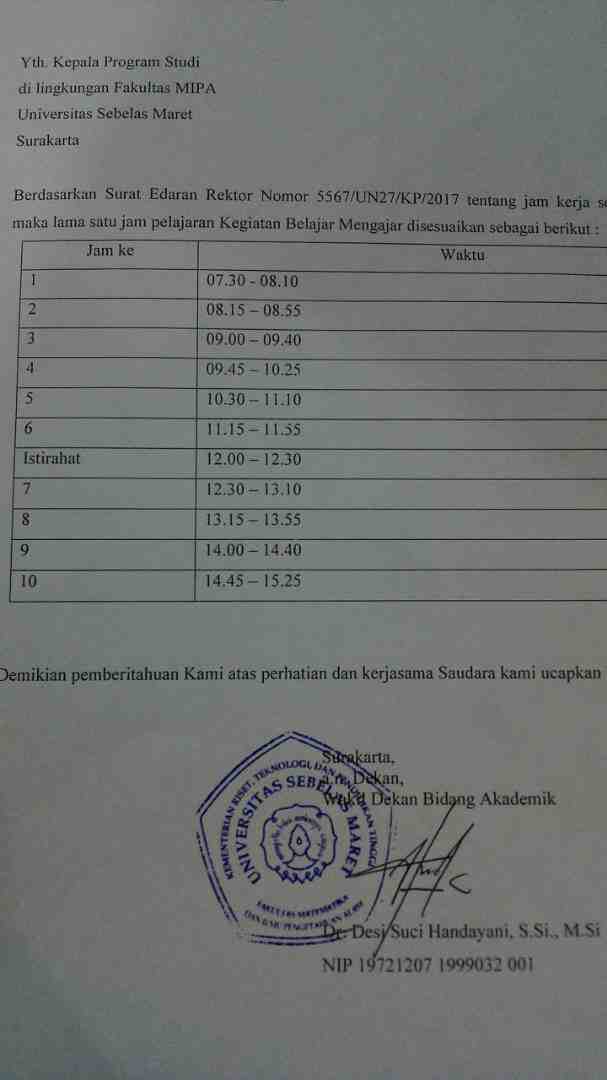 Yth. Kepala Program Studi
di lingkungan Fakultas MIPA
Universitas Sebelas Maret
Surakarta
Berdasarkan Surat Edaran Rektor Nomor 5567/UN27/KP/2017 tentang jam kerja
maka lama satu jam pelajaran Kegiatan Belajar Mengajar disesuaikan sebagai berikut :
Jam ke Waktu
1 07.30 - 08.10
2 08.15 – 08.55
3 09.00 – 09.40
4 09.45 – 10.25
5 10.30 – 11.10
6 11.15 – 11.55
Istirahat 12.00 – 12.30
7 12.30 – 13.10
8 13.15 – 13.55
9 14.00 – 14.40
10 14.45 – 15.25
Demikian pemberitahuan Kami atas perhatian dan kerjasama Saudara kami ucapkan
Surakarta,
a.n. Dekan,
Wakil Dekan Bidang Akademik
KEMENTERIAN RISET, TEKNOLOGI, DAN PENDIDIKAN TINGGI
UNIVERSITAS SEBELAS MARET
FAKULTAS MATEMATIKA
DAN ILMU PENGETAHUAN ALAM
Dr. Desi Suci Handayani, S.Si., M.Si
NIP 19721207 1999032 001